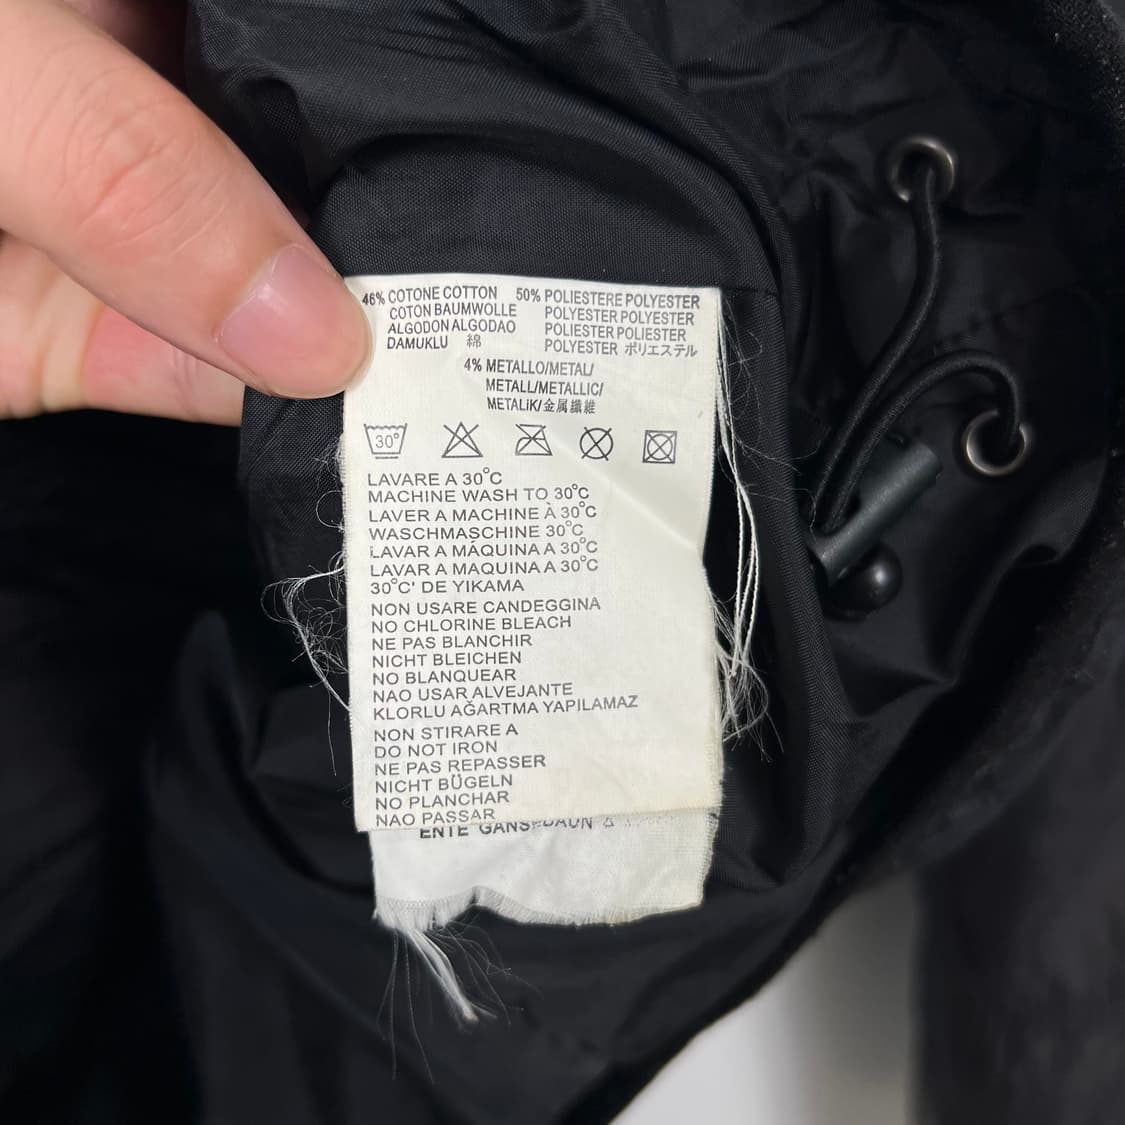 46% COTONE COTTON 50% POLIESTERE POLYESTER
COTON BAUMWOLLE POLYESTER POLYESTER
ALGODON ALGODAO POLIESTER POLIESTER
DAMUKLU 綿 POLYESTER ポリエステル
4% METALLO/METAL/
METALL/METALLIC/
METALiK/金属繊維
30°
LAVARE A 30°C
MACHINE WASH TO 30°C
LAVER A MACHINE À 30°C
WASCHMASCHINE 30°C
LAVAR A MÁQUINA A 30°C
LAVAR A MAQUINA A 30°C
30°C' DE YIKAMA
NON USARE CANDEGGINA
NO CHLORINE BLEACH
NE PAS BLANCHIR
NICHT BLEICHEN
NO BLANQUEAR
NAO USAR ALVEJANTE
KLORLU AĞARTMA YAPILAMAZ
NON STIRARE A
DO NOT IRON
NE PAS REPASSER
NICHT BÜGELN
NO PLANCHAR
NAO PASSAR
ENTE